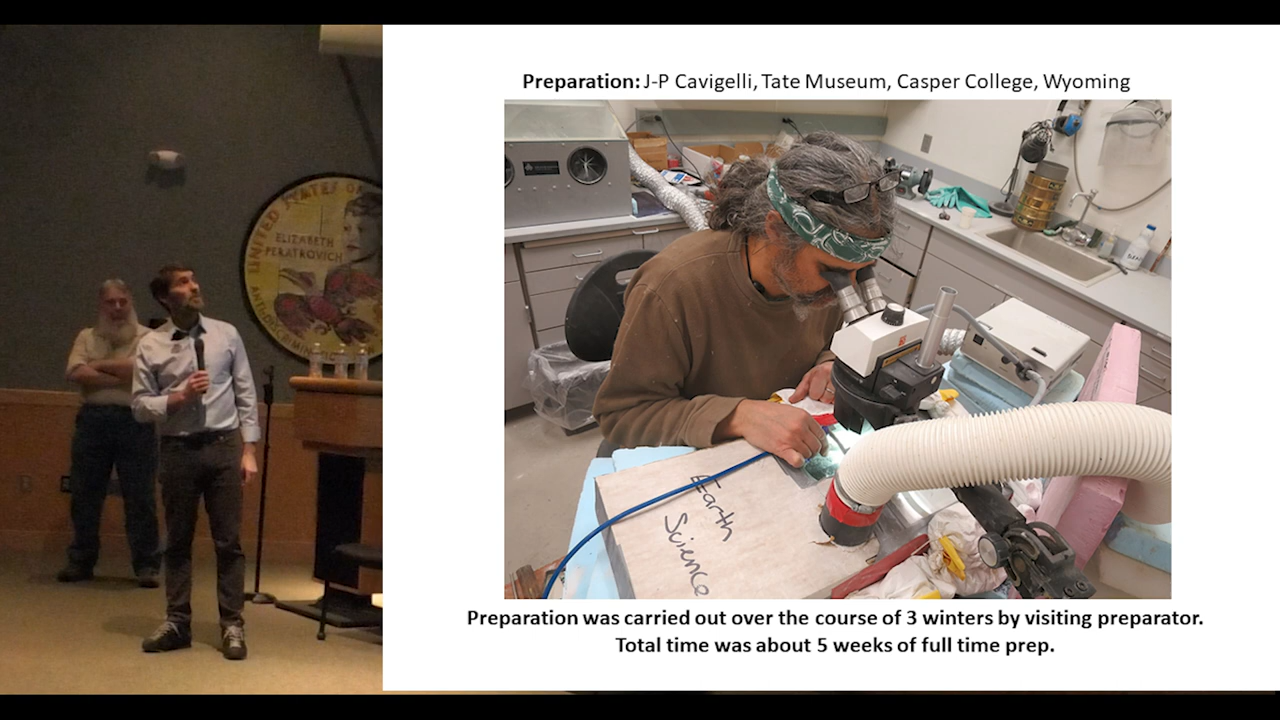 Preparation: J-P Cavigelli, Tate Museum, Casper College, Wyoming
UNITED STATES OF
ELIZABETH
PERATROVICH
Earth
Science
Preparation was carried out over the course of 3 winters by visiting preparator.
Total time was about 5 weeks of full time prep.